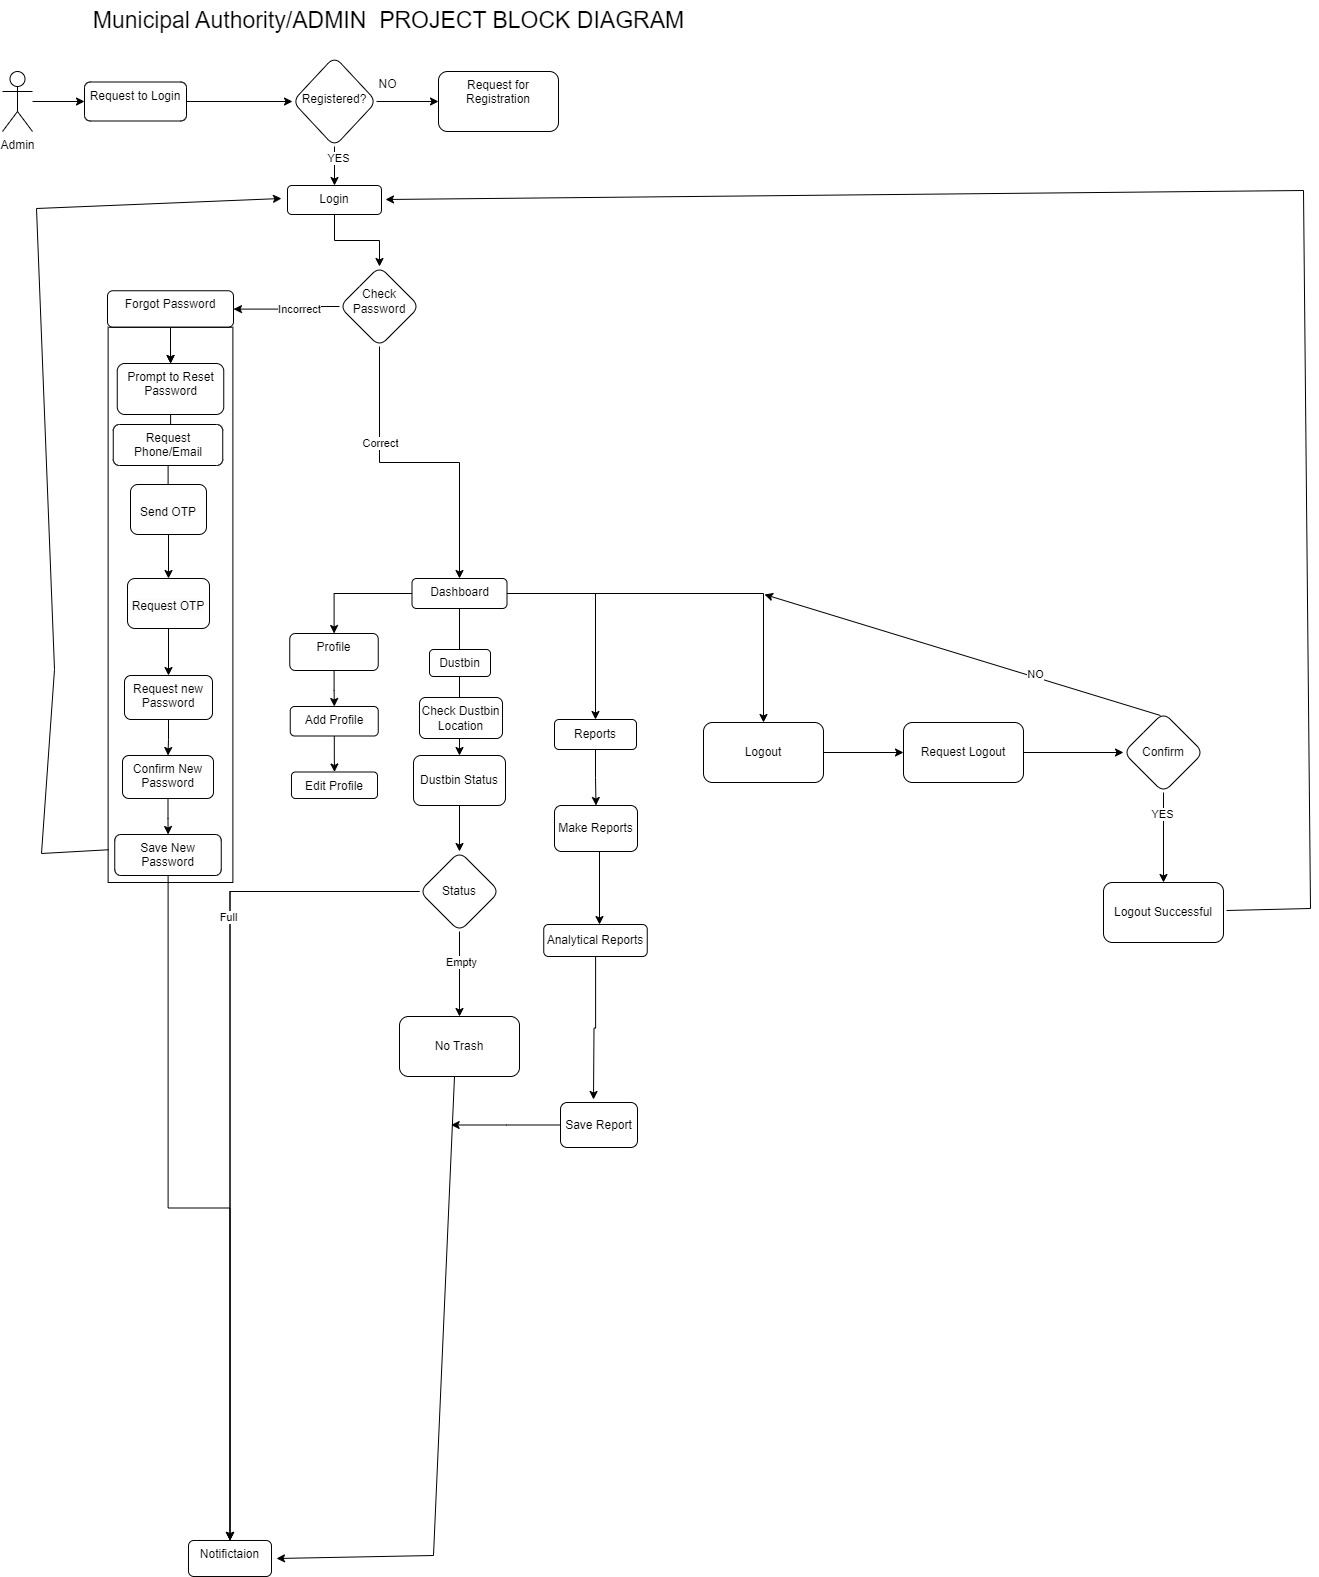 Municipal Authority/ADMIN  PROJECT BLOCK DIAGRAM
Request to Login
Registered?
NO
Request for
Registration
Admin
YES
Login
Check
Password
Incorrect
Forgot Password
Prompt to Reset
Password
Request
Phone/Email
Correct
Send OTP
Request OTP
Request new
Password
Confirm New
Password
Save New
Password
Dashboard
Profile
Add Profile
Edit Profile
Dustbin
Check Dustbin
Location
Dustbin Status
Status
Full
Empty
No Trash
Reports
Make Reports
Analytical Reports
Save Report
Logout
Request Logout
Confirm
NO
YES
Logout Successful
Notifictaion